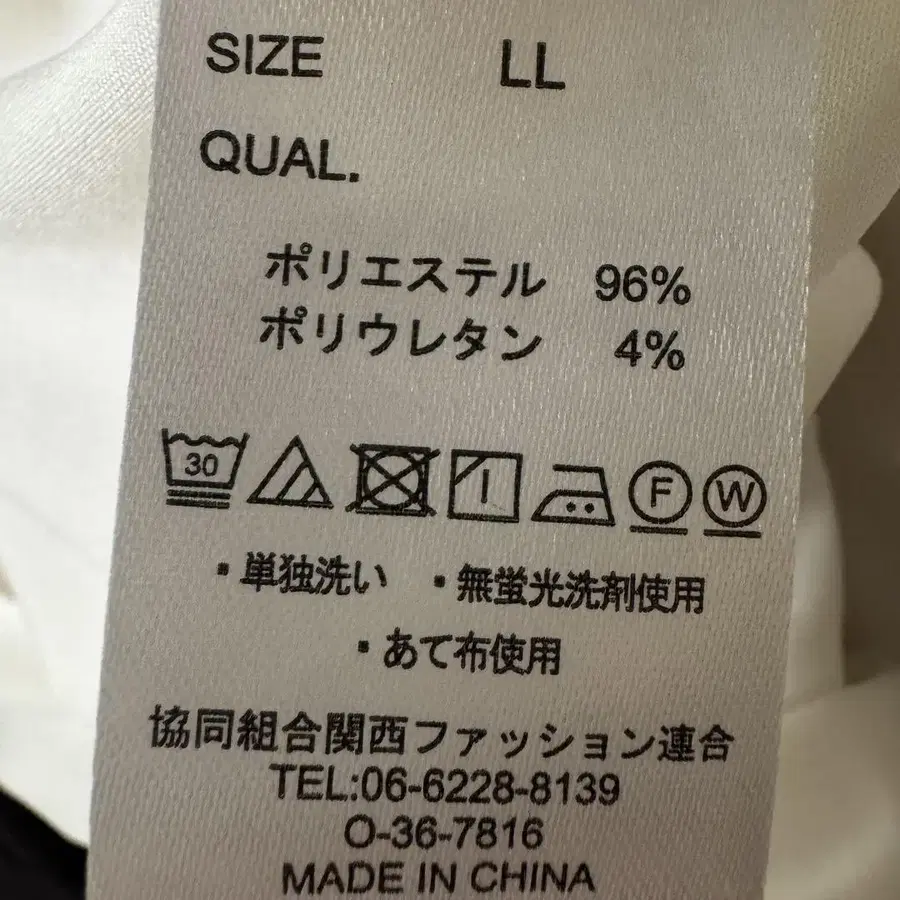 SIZE LL
QUAL.
ポリエステル 96%
ポリウレタン 4%
30 F W
・単独洗い ・無蛍光洗剤使用
・あて布使用
協同組合関西ファッション連合
TEL:06-6228-8139
O-36-7816
MADE IN CHINA